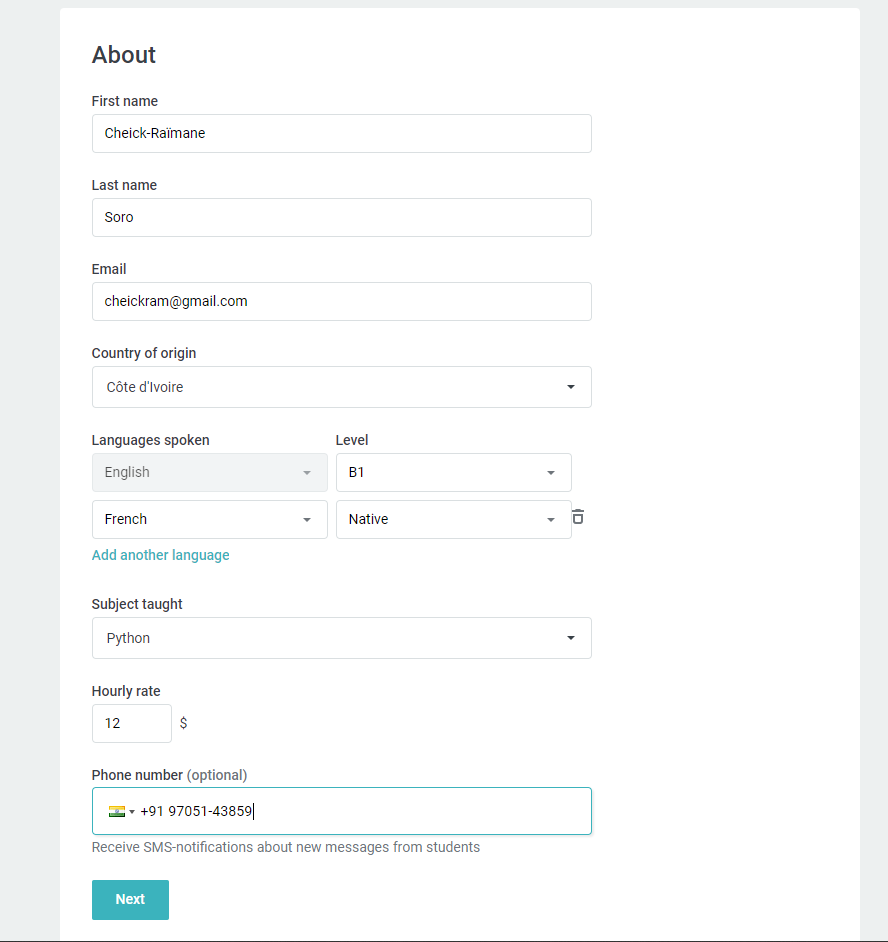 About
First name
Cheick-Raïmane
Last name
Soro
Email
cheickram@gmail.com
Country of origin
Côte d'Ivoire
Languages spoken Level
English B1
French Native
Add another language
Subject taught
Python
Hourly rate
12 $
Phone number (optional)
+91 97051-43859
Receive SMS-notifications about new messages from students
Next